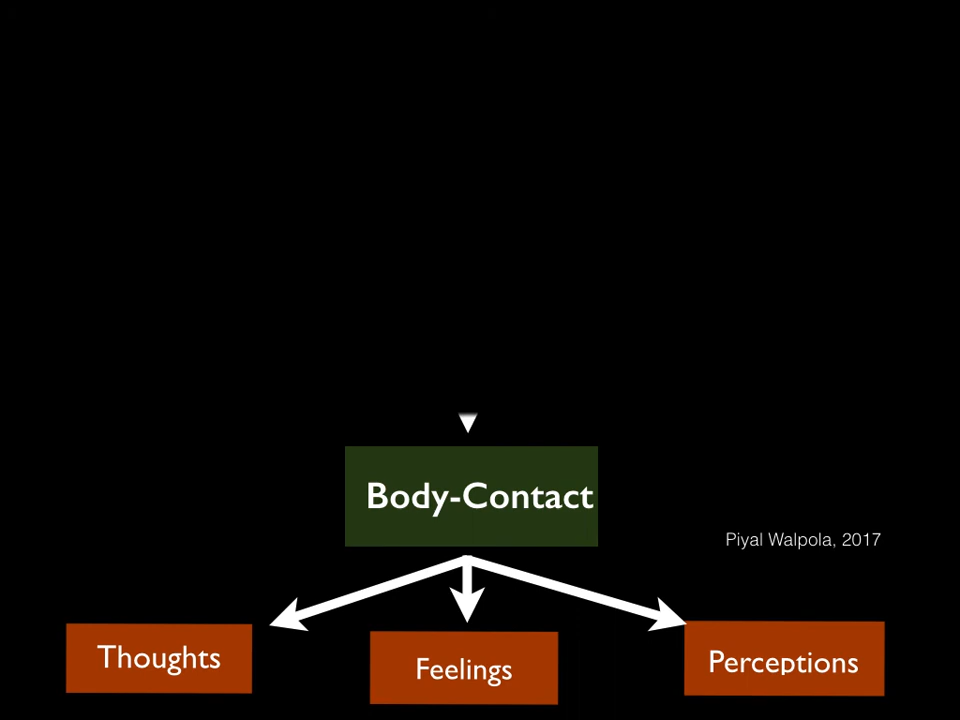 Body-Contact
Piyal Walpola, 2017
Thoughts
Feelings
Perceptions